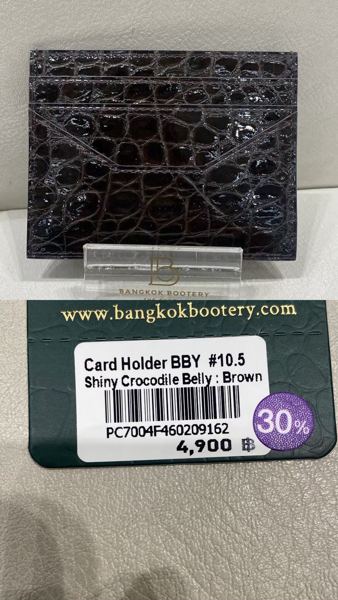 B
BANGKOK BOOTERY
www.bangkokbootery.com
Card Holder BBY #10.5
Shiny Crocodile Belly : Brown
PC7004F460209162
4,900 ฿
30%